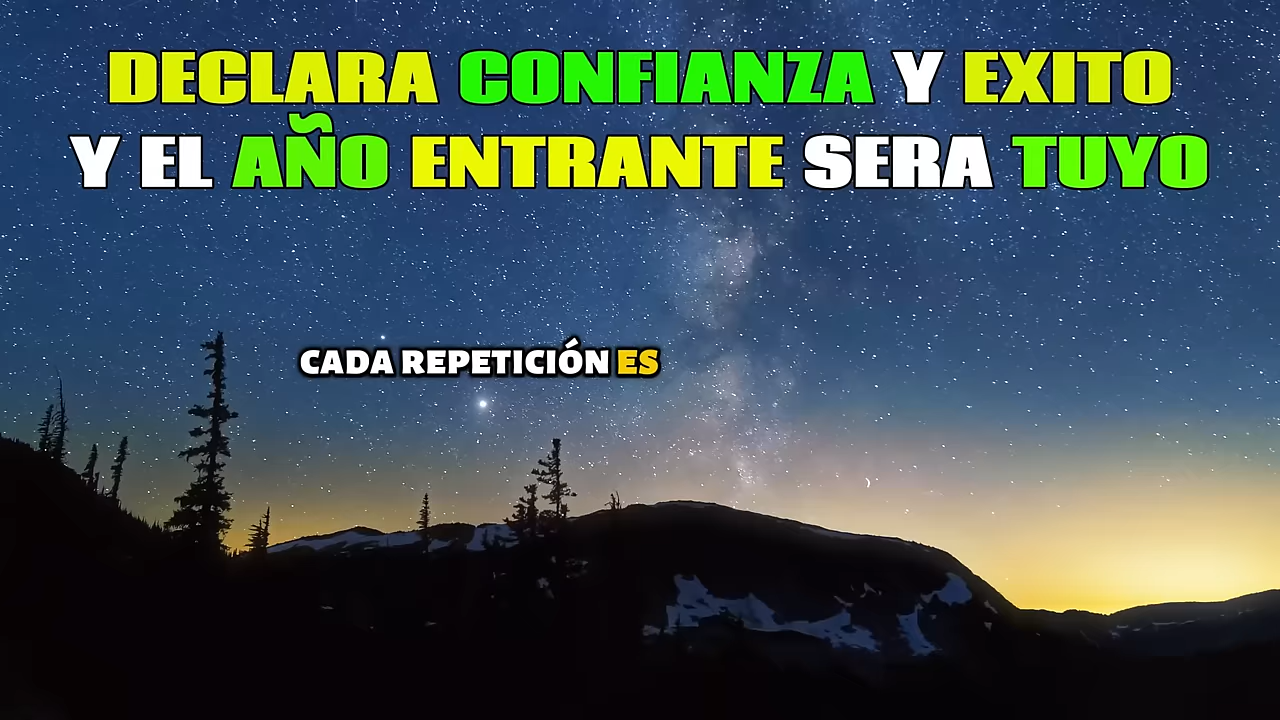 DECLARA CONFIANZA Y EXITO
Y EL AÑO ENTRANTE SERA TUYO
CADA REPETICIÓN ES